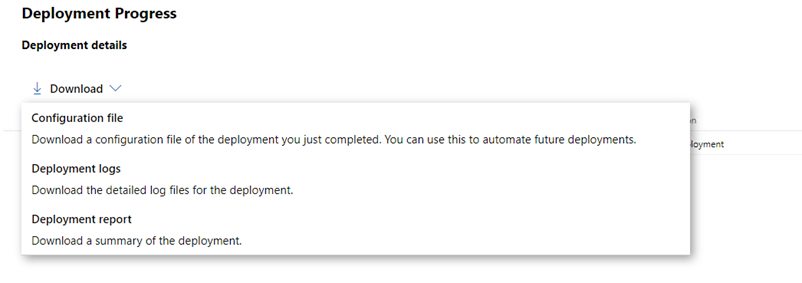 Deployment Progress
Deployment details
Download
Configuration file
Download a configuration file of the deployment you just completed. You can use this to automate future deployments.
Deployment logs
Download the detailed log files for the deployment.
Deployment report
Download a summary of the deployment.